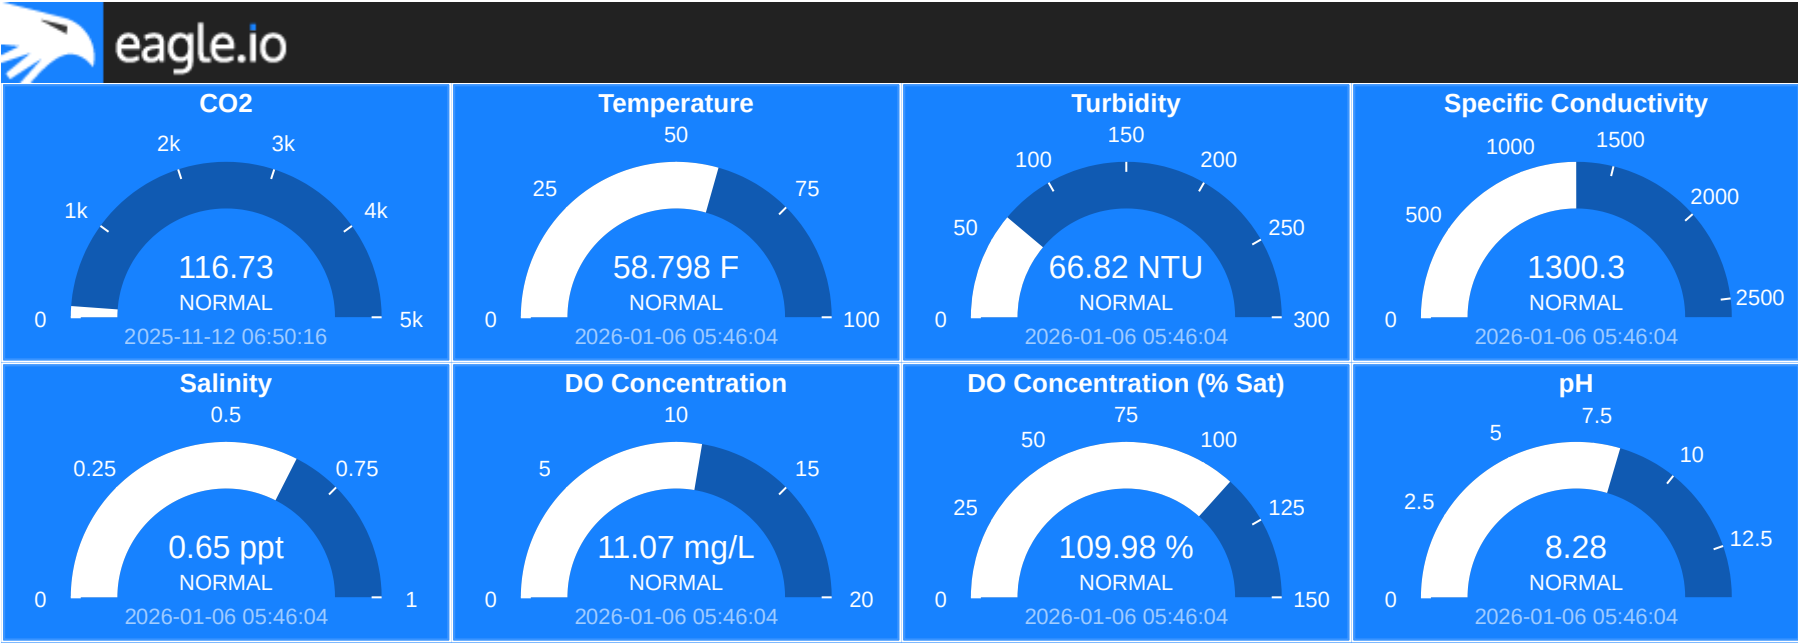 eagle.io
CO2
2k 3k
1k 4k
116.73
NORMAL
0 5k
2025-11-12 06:50:16
Temperature
50
25 75
58.798 F
NORMAL
0 100
2026-01-06 05:46:04
Turbidity
150
100 200
50 250
66.82 NTU
NORMAL
0 300
2026-01-06 05:46:04
Specific Conductivity
1000 1500
500 2000
1300.3
NORMAL
0 2500
2026-01-06 05:46:04
Salinity
0.5
0.25 0.75
0.65 ppt
NORMAL
0 1
2026-01-06 05:46:04
DO Concentration
10
5 15
11.07 mg/L
NORMAL
0 20
2026-01-06 05:46:04
DO Concentration (% Sat)
75
50 100
25 125
109.98 %
NORMAL
0 150
2026-01-06 05:46:04
pH
7.5
5 10
2.5 12.5
8.28
NORMAL
0
2026-01-06 05:46:04